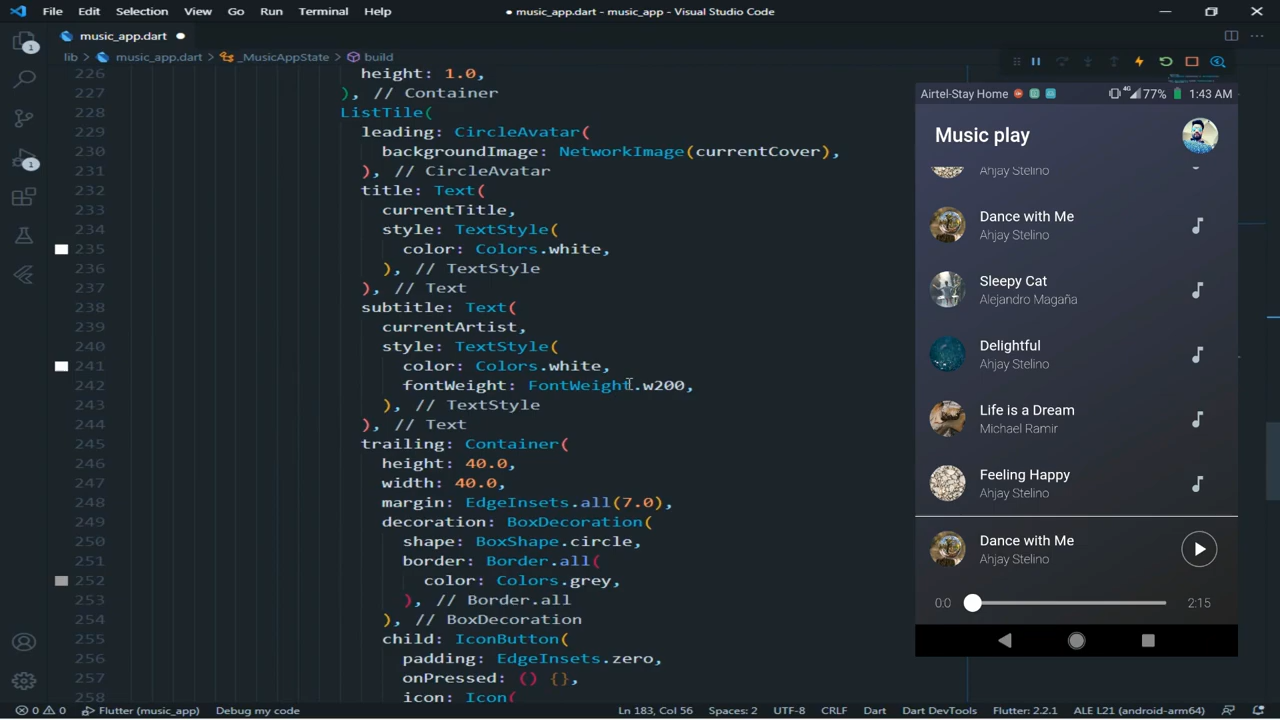 File Edit Selection View Go Run Terminal Help
● music_app.dart - music_app - Visual Studio Code
music_app.dart
lib > music_app.dart > _MusicAppState > build
226 height: 1.0,
227 ), // Container
228 ListTile(
229 leading: CircleAvatar(
230 backgroundImage: NetworkImage(currentCover),
231 ), // CircleAvatar
232 title: Text(
233 currentTitle,
234 style: TextStyle(
235 color: Colors.white,
236 ), // TextStyle
237 ), // Text
238 subtitle: Text(
239 currentArtist,
240 style: TextStyle(
241 color: Colors.white,
242 fontWeight: FontWeight.w200,
243 ), // TextStyle
244 ), // Text
245 trailing: Container(
246 height: 40.0,
247 width: 40.0,
248 margin: EdgeInsets.all(7.0),
249 decoration: BoxDecoration(
250 shape: BoxShape.circle,
251 border: Border.all(
252 color: Colors.grey,
253 ), // Border.all
254 ), // BoxDecoration
255 child: IconButton(
256 padding: EdgeInsets.zero,
257 onPressed: () {},
258 icon: Icon(
1
1
Airtel-Stay Home 4G 77% 1:43 AM
Music play
Ahjay Stelino
Dance with Me
Ahjay Stelino
Sleepy Cat
Alejandro Magaña
Delightful
Ahjay Stelino
Life is a Dream
Michael Ramir
Feeling Happy
Ahjay Stelino
Dance with Me
Ahjay Stelino
0:0 2:15
0 0 Flutter (music_app) Debug my code Ln 183, Col 56 Spaces: 2 UTF-8 CRLF Dart Dart DevTools Flutter: 2.2.1 ALE L21 (android-arm64)